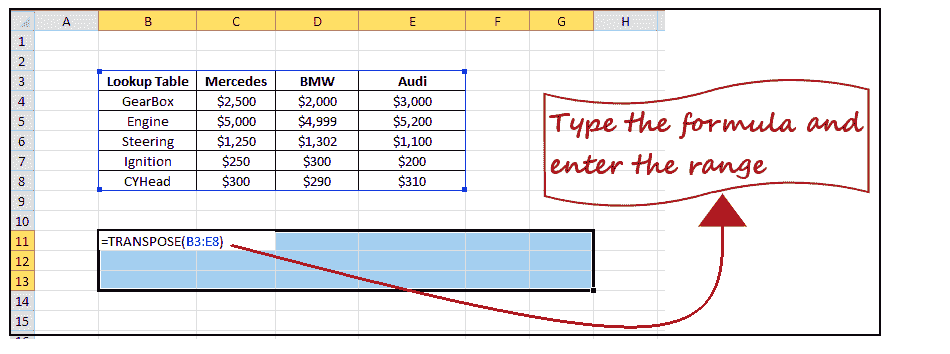 A B C D E F G H
1
2
3 Lookup Table Mercedes BMW Audi
4 GearBox $2,500 $2,000 $3,000
5 Engine $5,000 $4,999 $5,200
6 Steering $1,250 $1,302 $1,100
7 Ignition $250 $300 $200
8 CYHead $300 $290 $310
9
10
11 =TRANSPOSE(B3:E8)
12
13
14
15
Type the formula and
enter the range